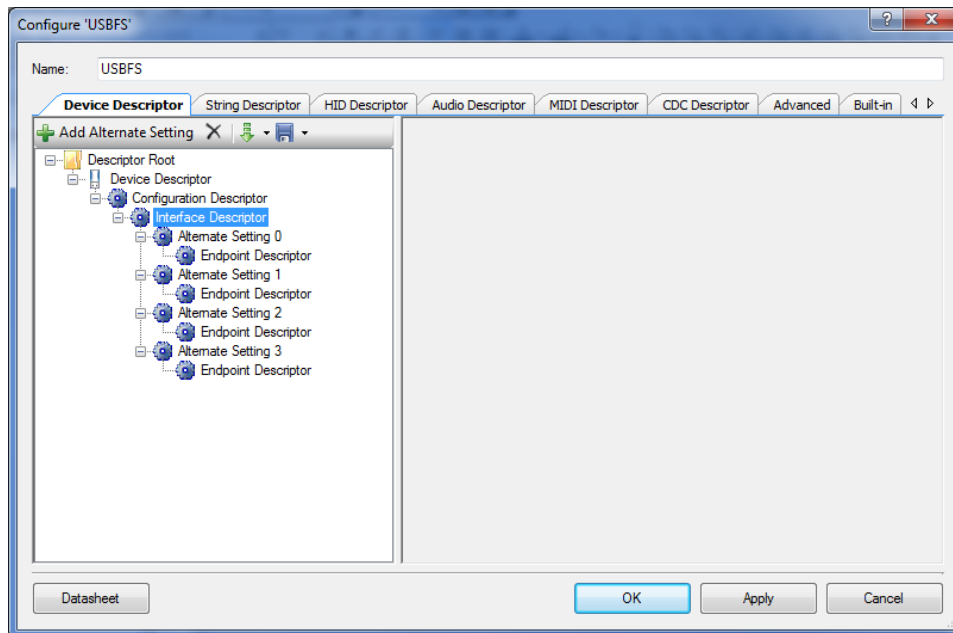 Configure 'USBFS'
Name: USBFS
Device Descriptor String Descriptor HID Descriptor Audio Descriptor MIDI Descriptor CDC Descriptor Advanced Built-in
Add Alternate Setting
Descriptor Root
Device Descriptor
Configuration Descriptor
Interface Descriptor
Alternate Setting 0
Endpoint Descriptor
Alternate Setting 1
Endpoint Descriptor
Alternate Setting 2
Endpoint Descriptor
Alternate Setting 3
Endpoint Descriptor
Datasheet OK Apply Cancel